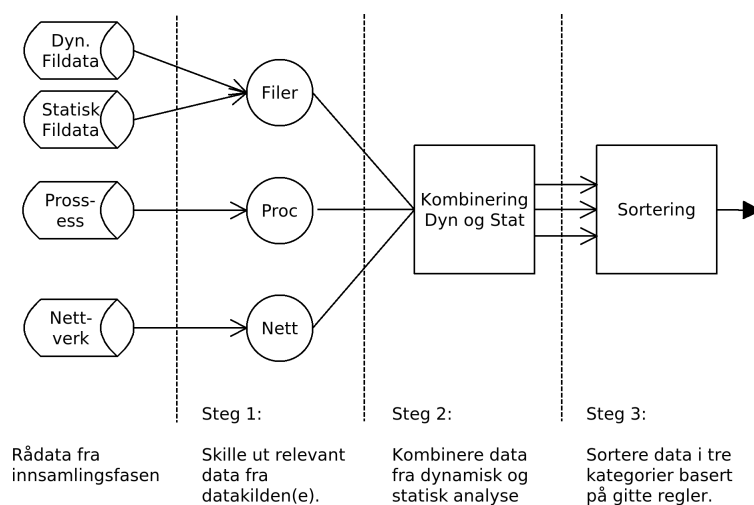 Dyn.
Fildata
Statisk
Fildata
Pross-
ess
Nett-
verk
Filer
Proc
Nett
Kombinering
Dyn og Stat
Sortering
Rådata fra
innsamlingsfasen
Steg 1:
Skille ut relevant
data fra
datakilden(e).
Steg 2:
Kombinere data
fra dynamisk og
statisk analyse
Steg 3:
Sortere data i tre
kategorier basert
på gitte regler.